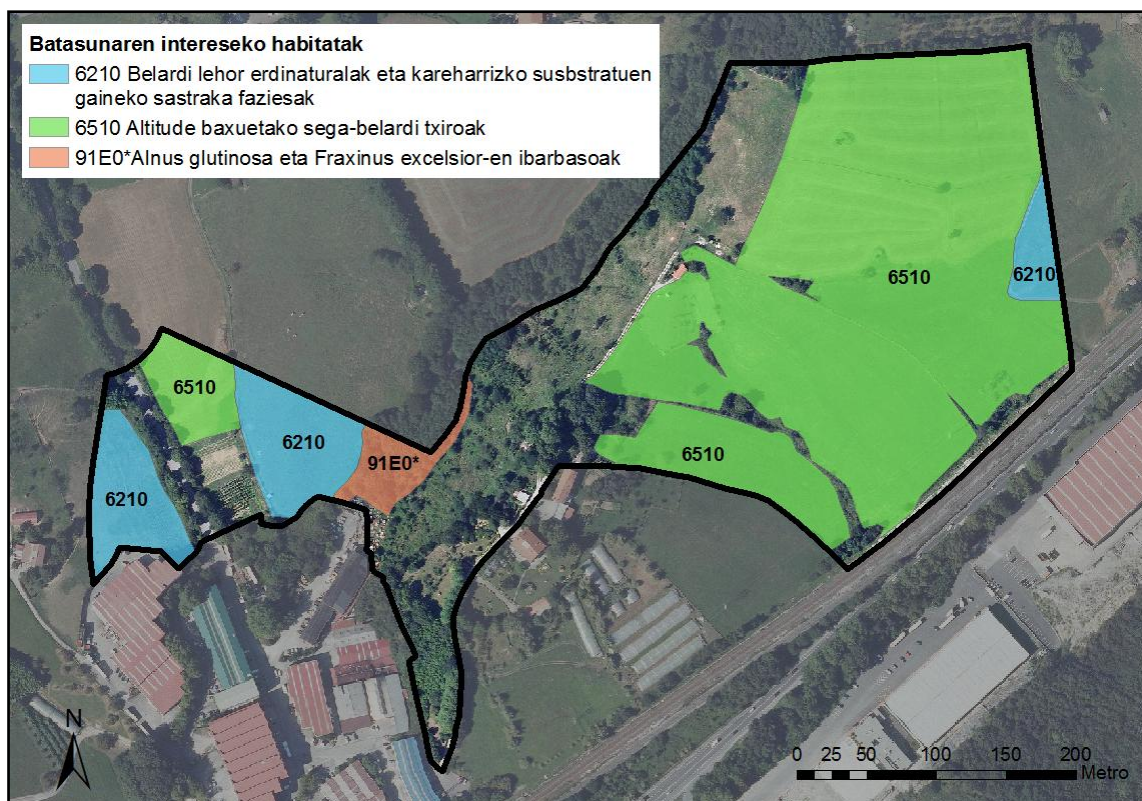 Batasunaren intereseko habitatak
6210 Belardi lehor erdinaturalak eta kareharrizko susbstratuen
gaineko sastraka faziesak
6510 Altitude baxuetako sega-belardi txiroak
91E0*Alnus glutinosa eta Fraxinus excelsior-en ibarbasoak
6510
6210
6510
6210
91E0*
6510
6210
N
0 25 50 100 150 200
Metro